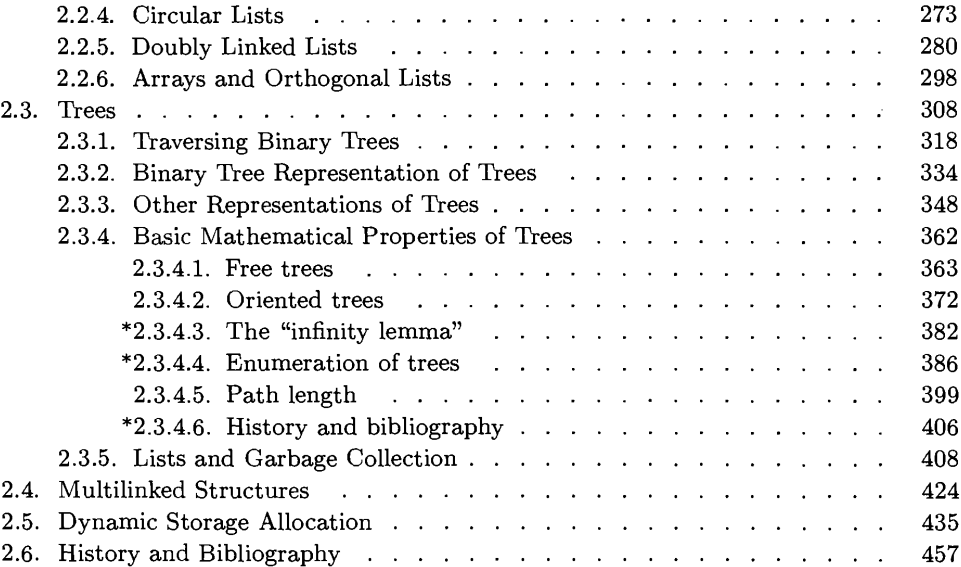 2.2.4. Circular Lists . . . . . . . . . . . . . . . . . . . . . . . 273
2.2.5. Doubly Linked Lists . . . . . . . . . . . . . . . . . . . . 280
2.2.6. Arrays and Orthogonal Lists . . . . . . . . . . . . . . . . . 298
2.3. Trees . . . . . . . . . . . . . . . . . . . . . . . . . . . . . . 308
2.3.1. Traversing Binary Trees . . . . . . . . . . . . . . . . . . . 318
2.3.2. Binary Tree Representation of Trees . . . . . . . . . . . . . 334
2.3.3. Other Representations of Trees . . . . . . . . . . . . . . . . 348
2.3.4. Basic Mathematical Properties of Trees . . . . . . . . . . . . 362
2.3.4.1. Free trees . . . . . . . . . . . . . . . . . . . . . 363
2.3.4.2. Oriented trees . . . . . . . . . . . . . . . . . . . 372
*2.3.4.3. The “infinity lemma” . . . . . . . . . . . . . . . . 382
*2.3.4.4. Enumeration of trees . . . . . . . . . . . . . . . . 386
2.3.4.5. Path length . . . . . . . . . . . . . . . . . . . . 399
*2.3.4.6. History and bibliography . . . . . . . . . . . . . . . 406
2.3.5. Lists and Garbage Collection . . . . . . . . . . . . . . . . . 408
2.4. Multilinked Structures . . . . . . . . . . . . . . . . . . . . . . 424
2.5. Dynamic Storage Allocation . . . . . . . . . . . . . . . . . . . . 435
2.6. History and Bibliography . . . . . . . . . . . . . . . . . . . . . 457